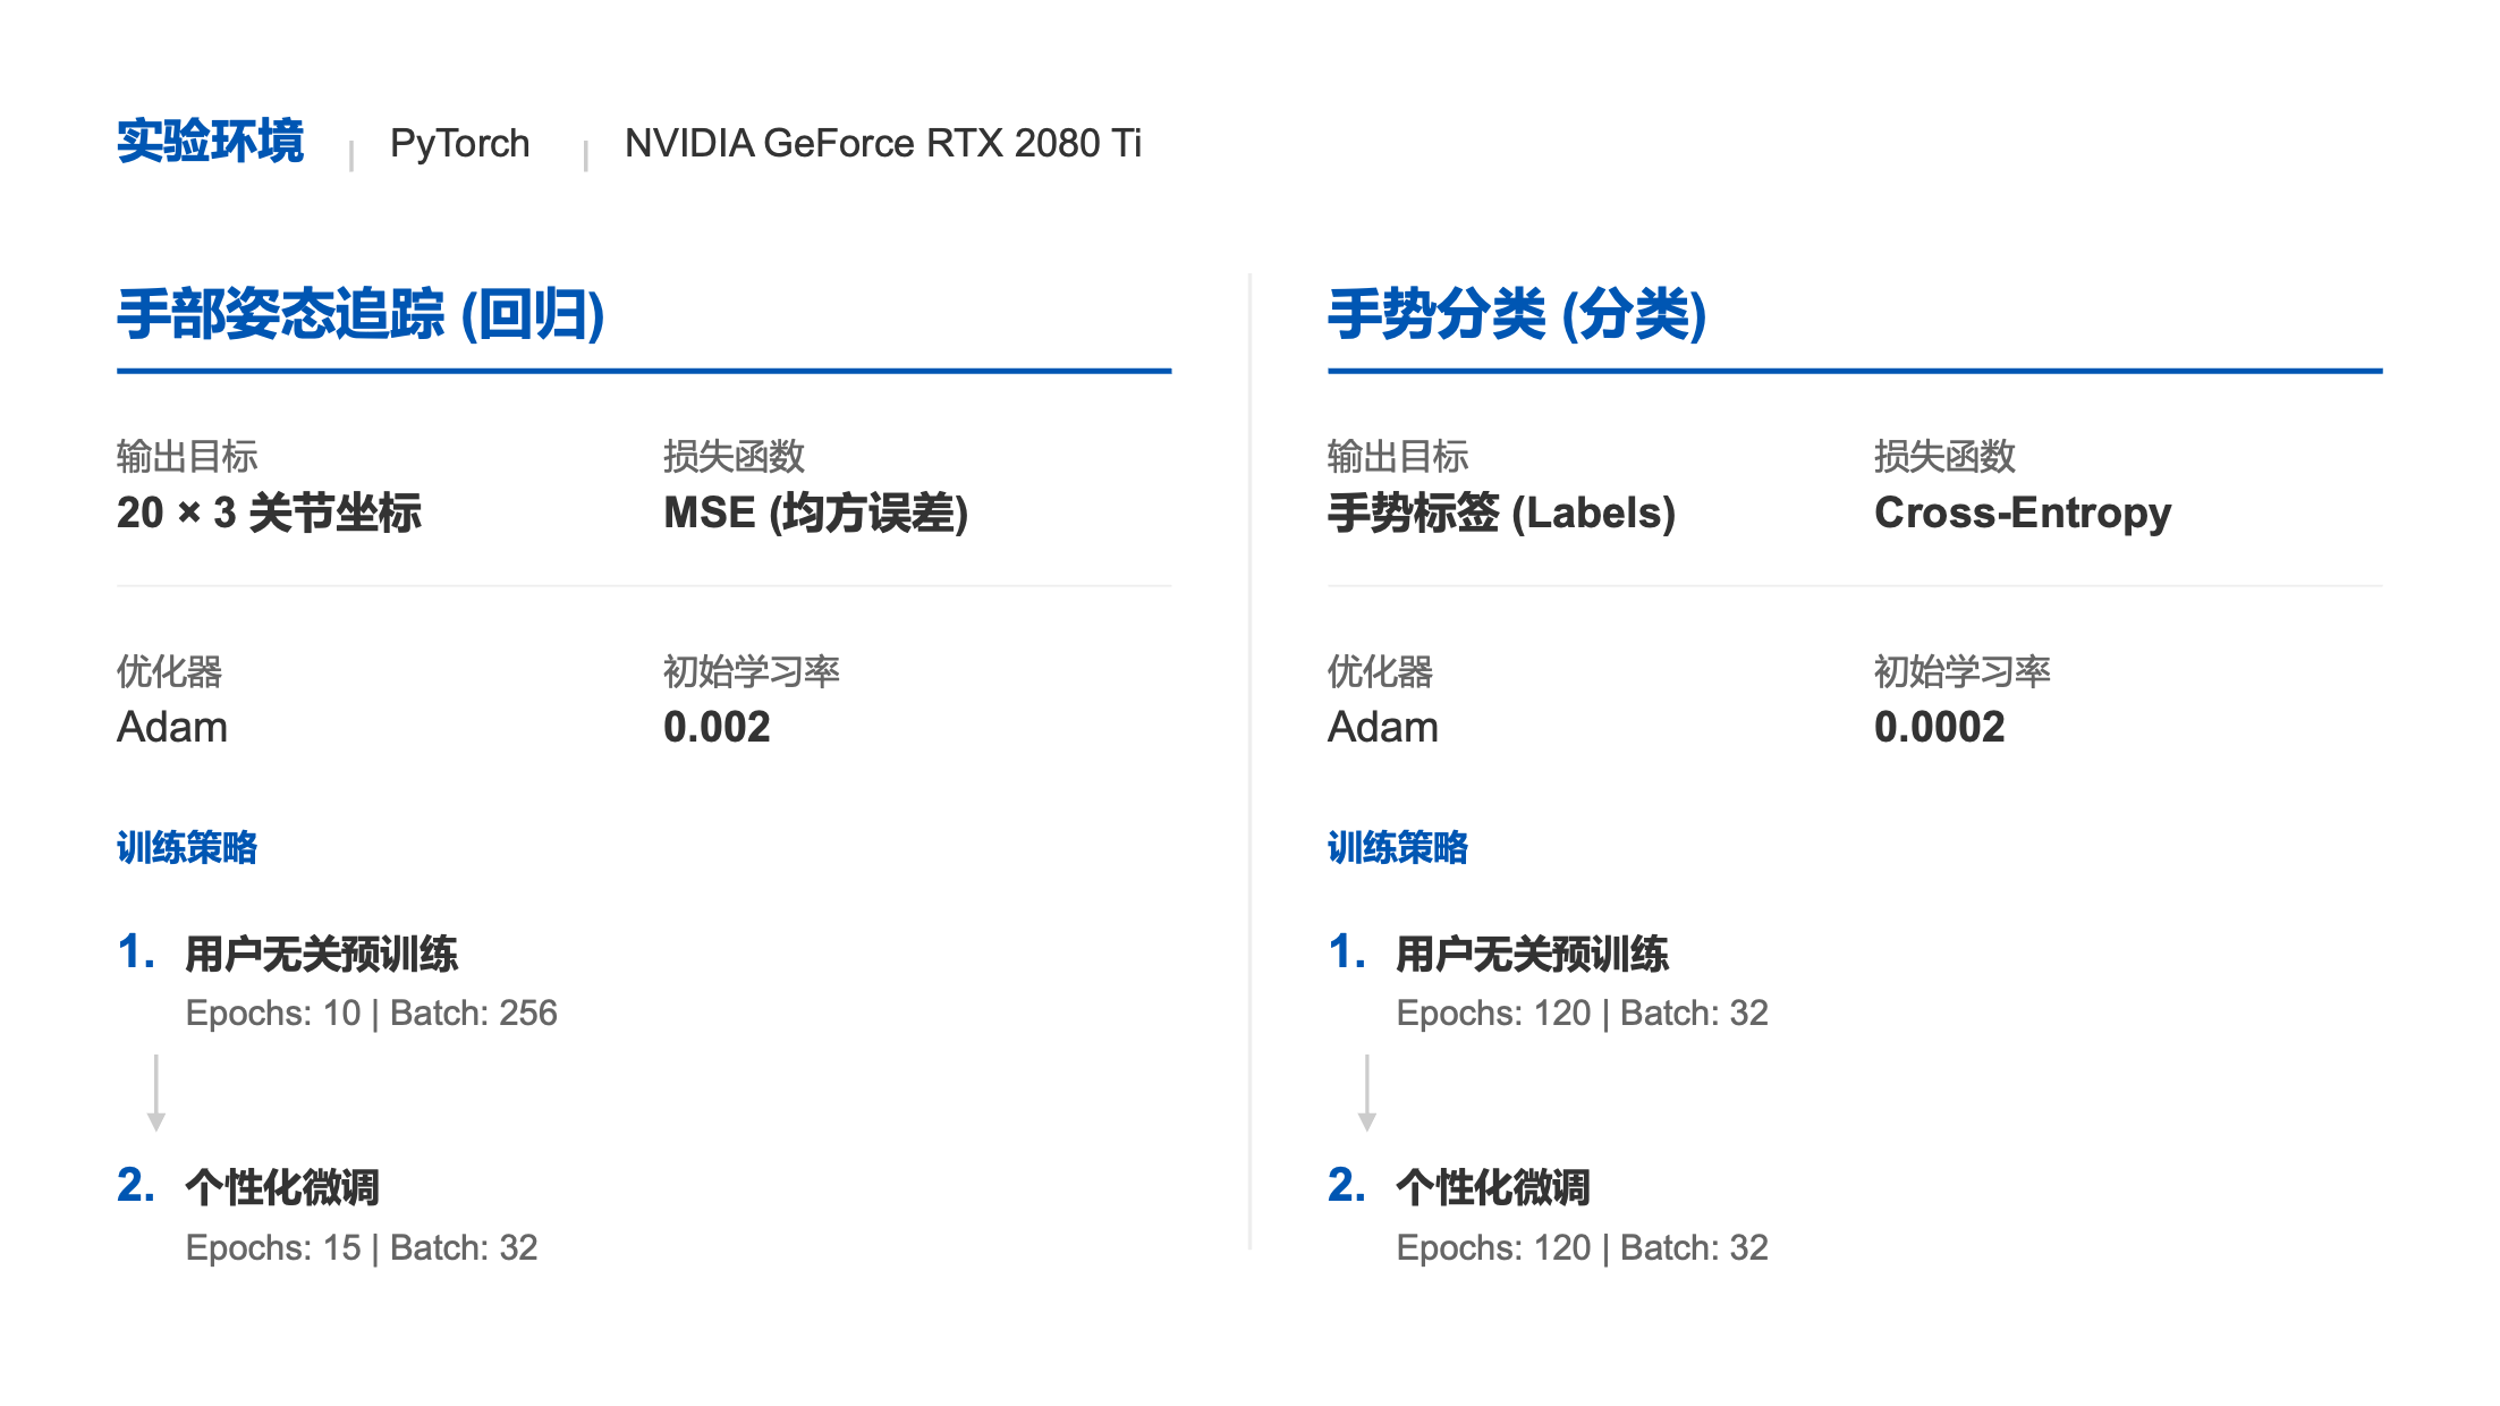 实验环境 | PyTorch | NVIDIA GeForce RTX 2080 Ti
手部姿态追踪 (回归)
输出目标 损失函数
20 × 3 关节坐标 MSE (均方误差)
优化器 初始学习率
Adam 0.002
训练策略
1. 用户无关预训练
Epochs: 10 | Batch: 256
2. 个性化微调
Epochs: 15 | Batch: 32
手势分类 (分类)
输出目标 损失函数
手势标签 (Labels) Cross-Entropy
优化器 初始学习率
Adam 0.0002
训练策略
1. 用户无关预训练
Epochs: 120 | Batch: 32
2. 个性化微调
Epochs: 120 | Batch: 32